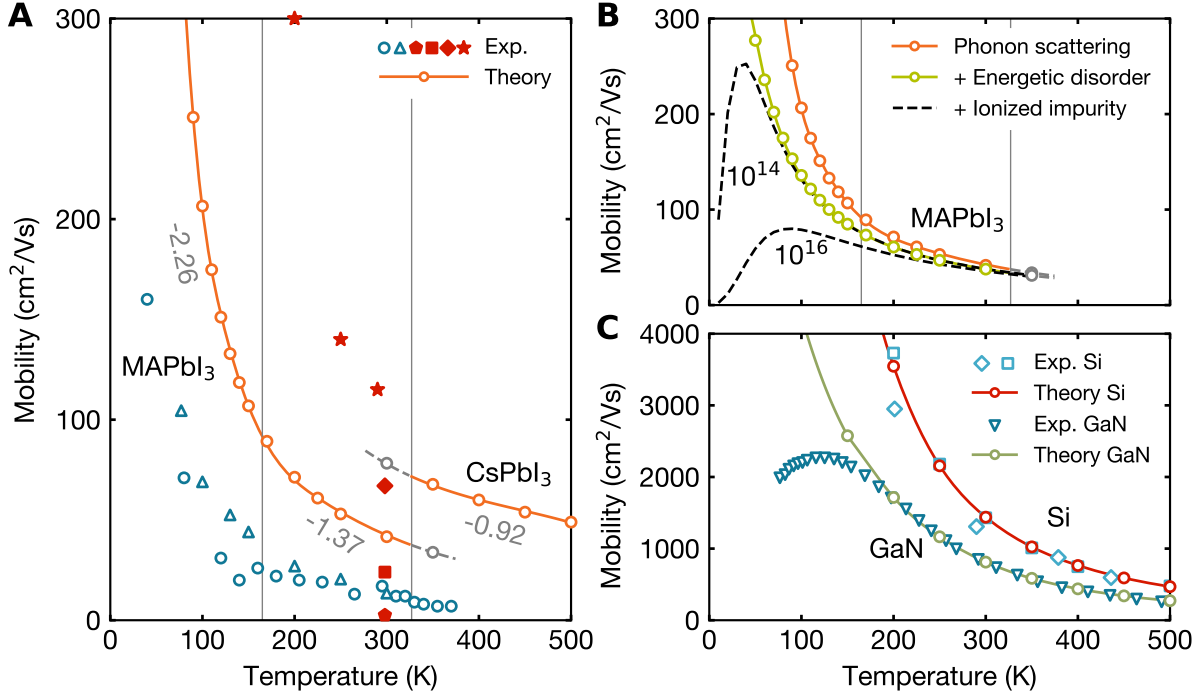 A
300
200
100
0
0
100
200
300
400
500
Mobility (cm²/Vs)
Temperature (K)
Exp.
Theory
-2.26
MAPbI₃
-1.37
CsPbI₃
-0.92
B
300
200
100
0
Mobility (cm²/Vs)
Phonon scattering
+ Energetic disorder
+ Ionized impurity
10¹⁴
10¹⁶
MAPbI₃
C
4000
3000
2000
1000
0
0
100
200
300
400
500
Mobility (cm²/Vs)
Temperature (K)
Exp. Si
Theory Si
Exp. GaN
Theory GaN
Si
GaN